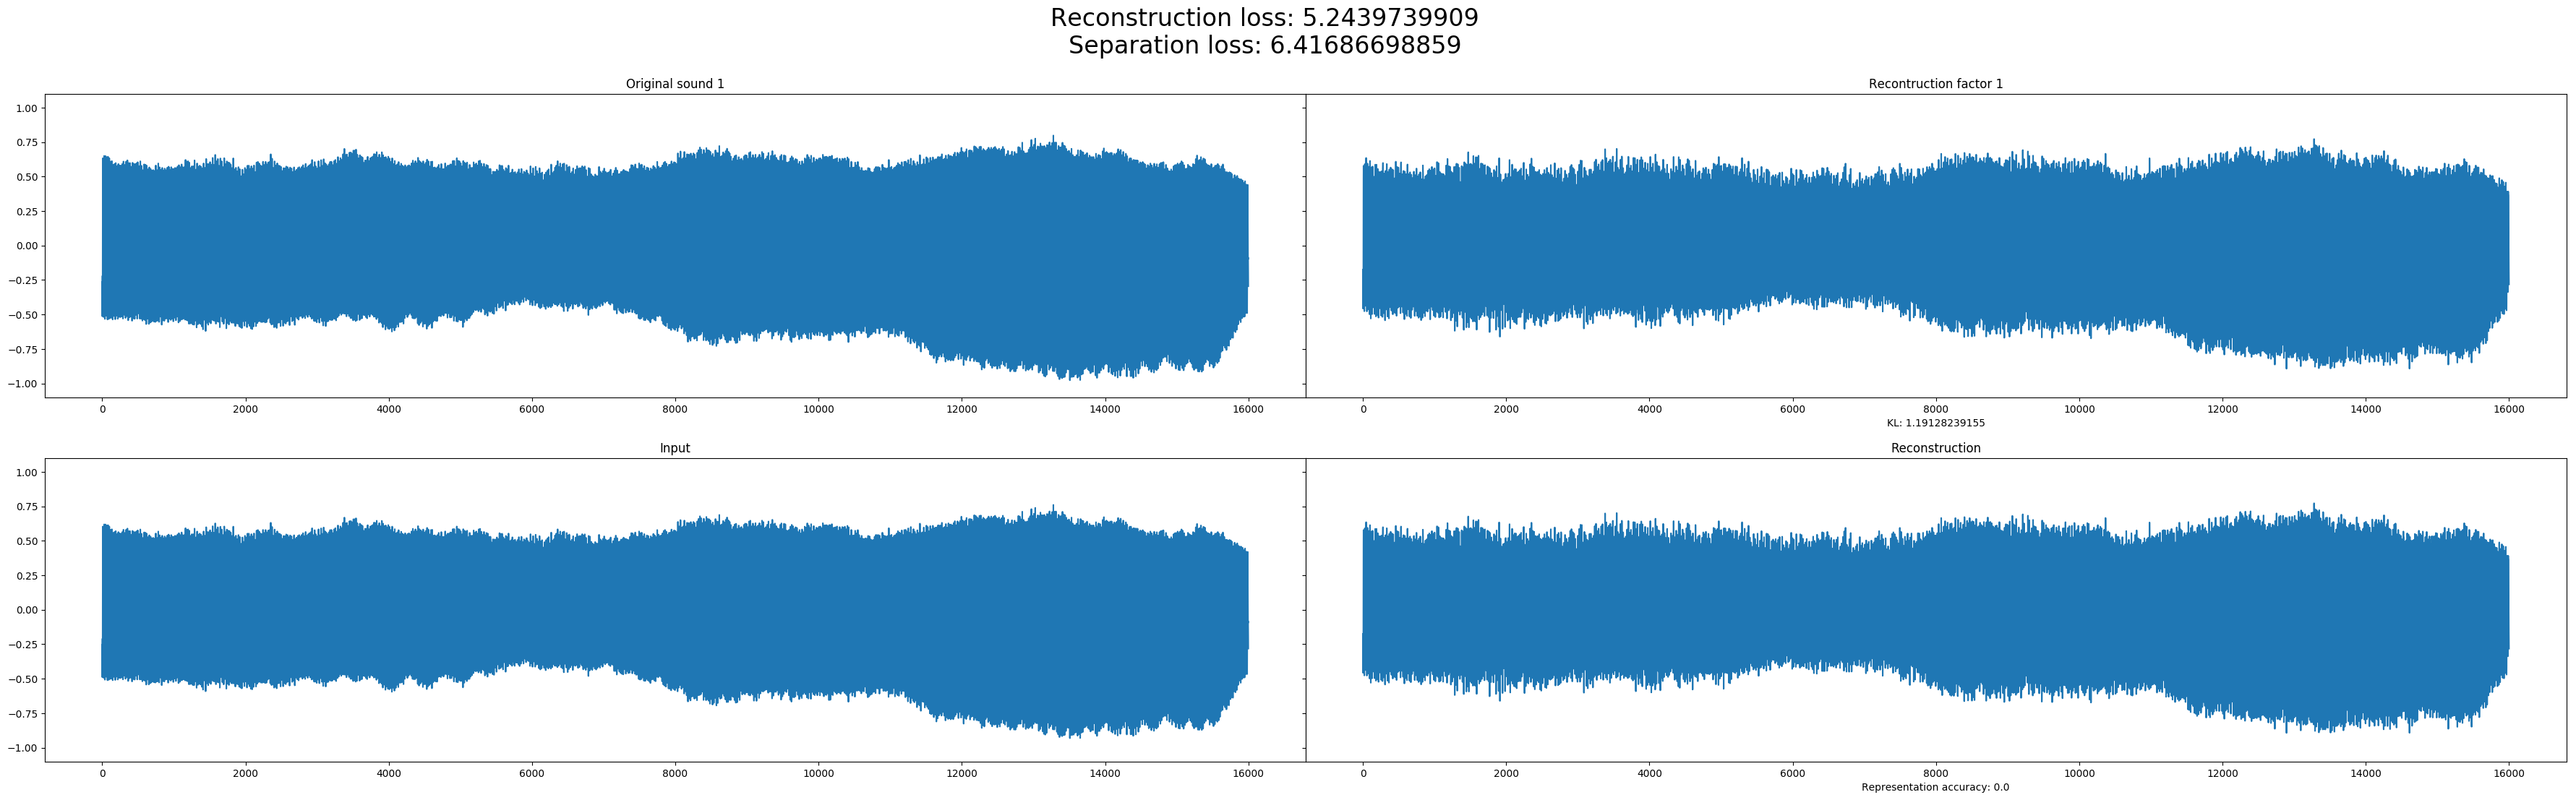 Reconstruction loss: 5.2439739909
Separation loss: 6.41686698859
Original sound 1
1.00
0.75
0.50
0.25
0.00
−0.25
−0.50
−0.75
−1.00
0 2000 4000 6000 8000 10000 12000 14000 16000
Recontruction factor 1
0 2000 4000 6000 8000 10000 12000 14000 16000
KL: 1.19128239155
Input
1.00
0.75
0.50
0.25
0.00
−0.25
−0.50
−0.75
−1.00
0 2000 4000 6000 8000 10000 12000 14000 16000
Reconstruction
0 2000 4000 6000 8000 10000 12000 14000 16000
Representation accuracy: 0.0